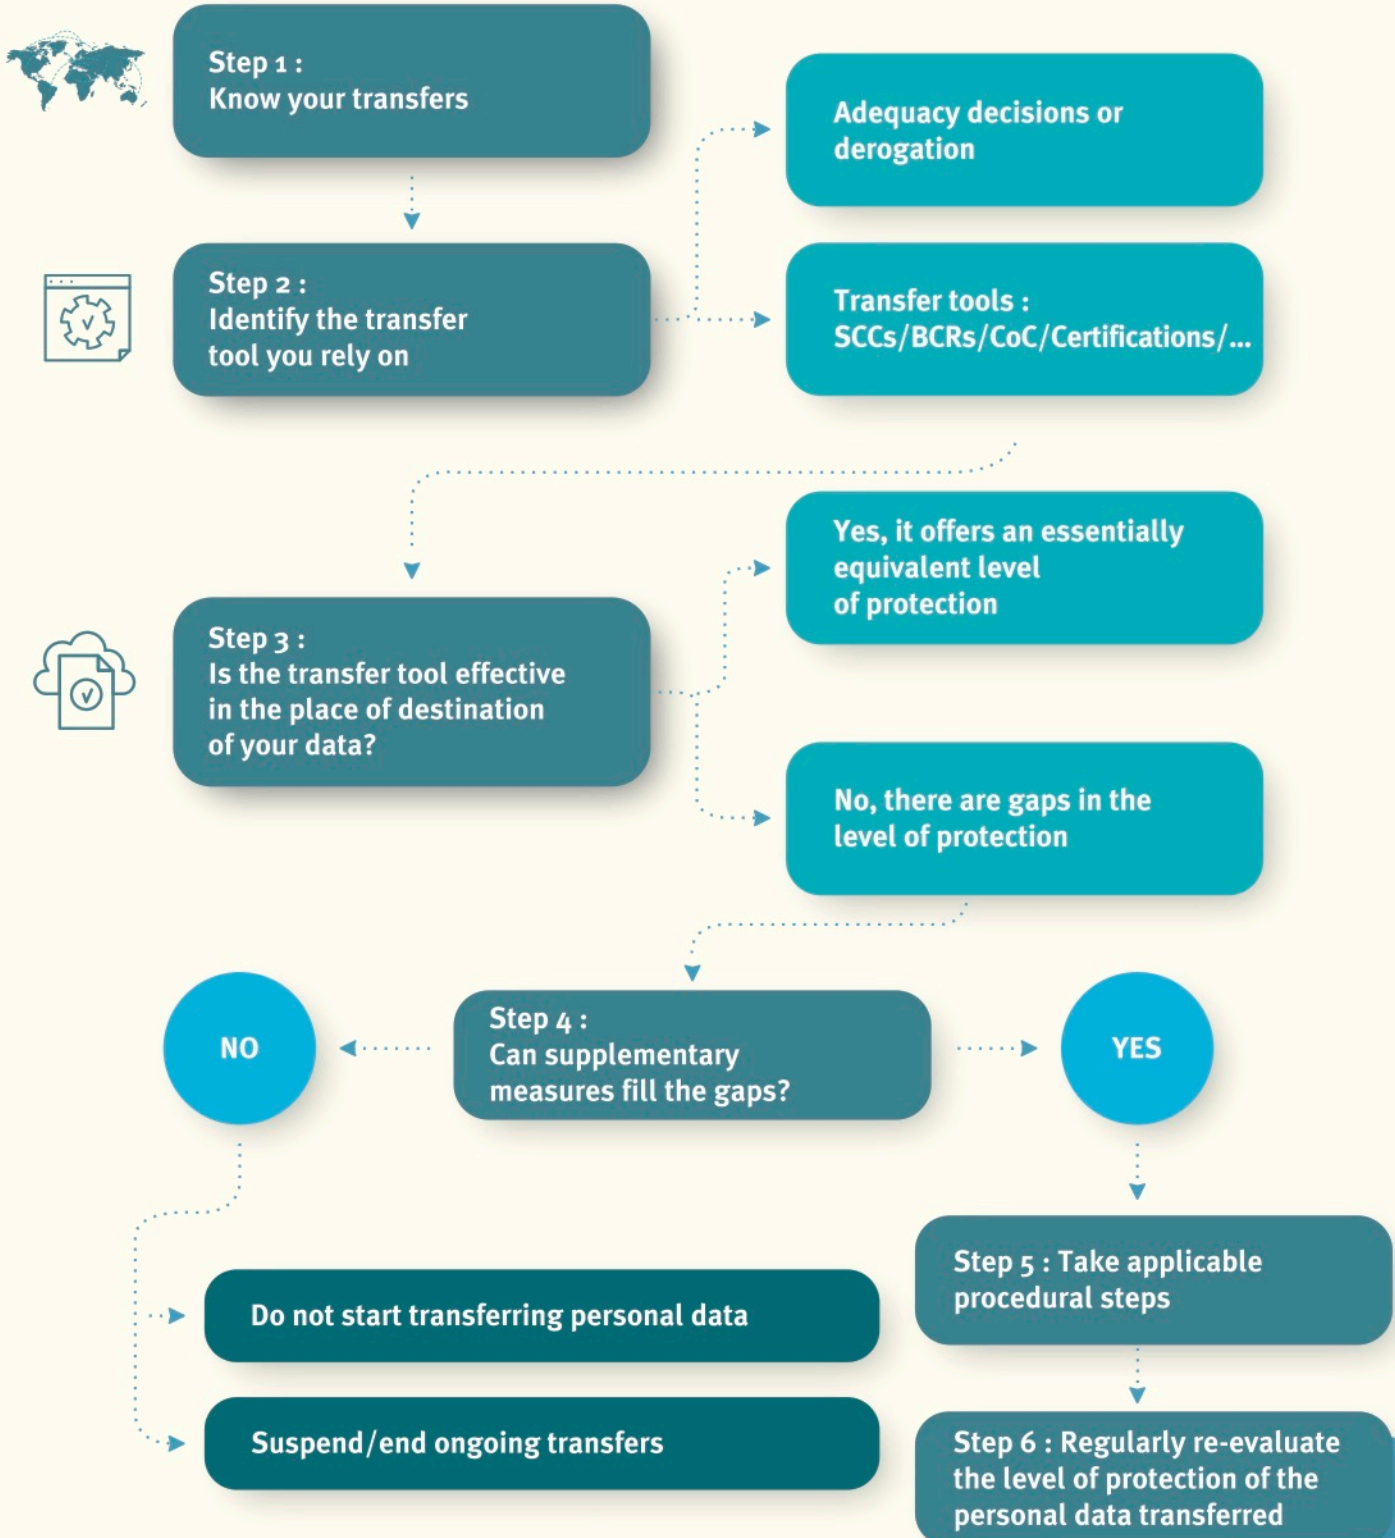 Step 1 :
Know your transfers
Adequacy decisions or
derogation
Step 2 :
Identify the transfer
tool you rely on
Transfer tools :
SCCs/BCRs/CoC/Certifications/...
Yes, it offers an essentially
equivalent level
of protection
Step 3 :
Is the transfer tool effective
in the place of destination
of your data?
No, there are gaps in the
level of protection
NO
Step 4 :
Can supplementary
measures fill the gaps?
YES
Step 5 : Take applicable
procedural steps
Do not start transferring personal data
Suspend/end ongoing transfers
Step 6 : Regularly re-evaluate
the level of protection of the
personal data transferred